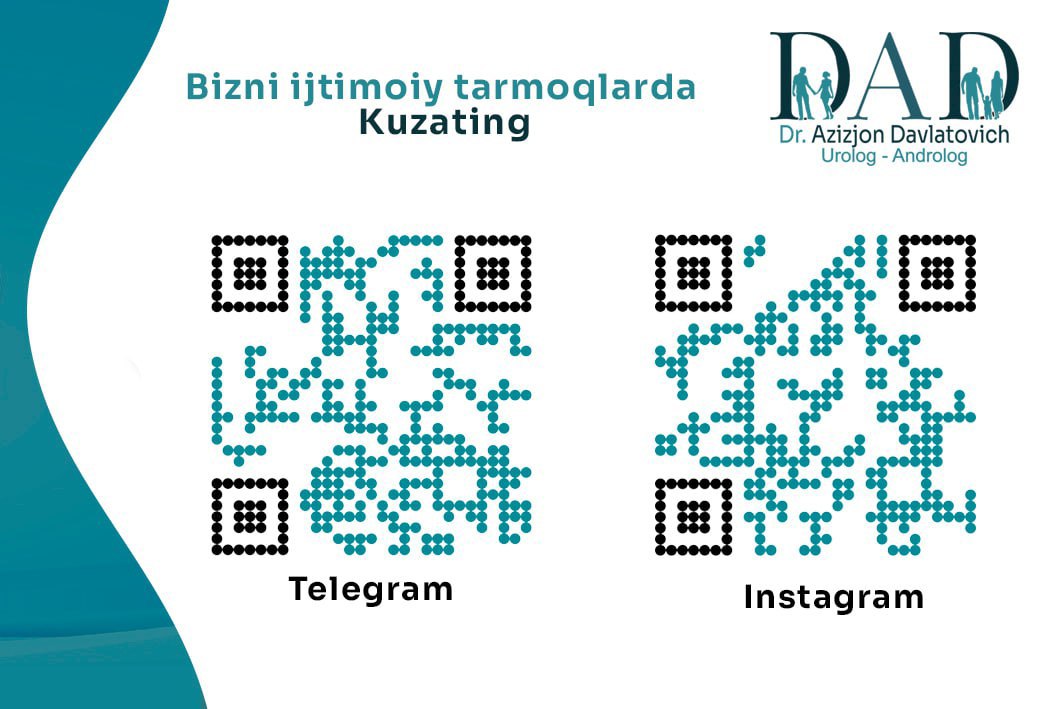 Bizni ijtimoiy tarmoqlarda
Kuzating
DAD
Dr. Azizjon Davlatovich
Urolog - Androlog
Telegram
Instagram